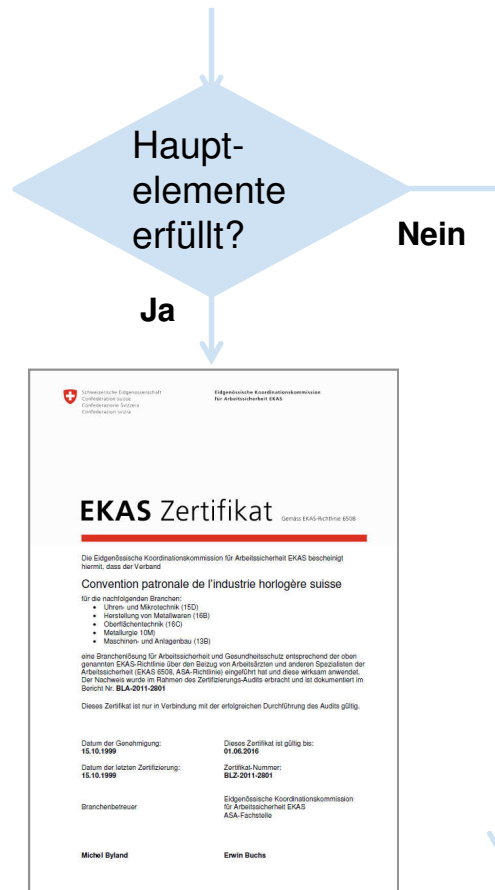 Haupt-
elemente
erfüllt?
Nein
Ja
Schweizerische Eidgenossenschaft
Confédération suisse
Confederazione Svizzera
Confederaziun svizra
Eidgenössische Koordinationskommission
für Arbeitssicherheit EKAS
EKAS Zertifikat Gemäss EKAS-Richtlinie 6508
Die Eidgenössische Koordinationskommission für Arbeitssicherheit EKAS bescheinigt
hiermit, dass der Verband
Convention patronale de l'industrie horlogère suisse
für die nachfolgenden Branchen:
• Uhren- und Mikrotechnik (15D)
• Herstellung von Metallwaren (16B)
• Oberflächentechnik (16C)
• Metallurgie 10M)
• Maschinen- und Anlagenbau (13B)
eine Branchenlösung für Arbeitssicherheit und Gesundheitsschutz entsprechend der oben
genannten EKAS-Richtlinie über den Beizug von Arbeitsärzten und anderen Spezialisten der
Arbeitssicherheit (EKAS 6508, ASA-Richtlinie) eingeführt hat und diese wirksam anwendet.
Der Nachweis wurde im Rahmen des Zertifizierungs-Audits erbracht und ist dokumentiert im
Bericht Nr. BLA-2011-2801
Dieses Zertifikat ist nur in Verbindung mit der erfolgreichen Durchführung des Audits gültig.
Datum der Genehmigung:
15.10.1999
Dieses Zertifikat ist gültig bis:
01.06.2016
Datum der letzten Zertifizierung:
15.10.1999
Zertifikat-Nummer:
BLZ-2011-2801
Branchenbetreuer
Eidgenössische Koordinationskommission
für Arbeitssicherheit EKAS
ASA-Fachstelle
Michel Byland
Erwin Buchs